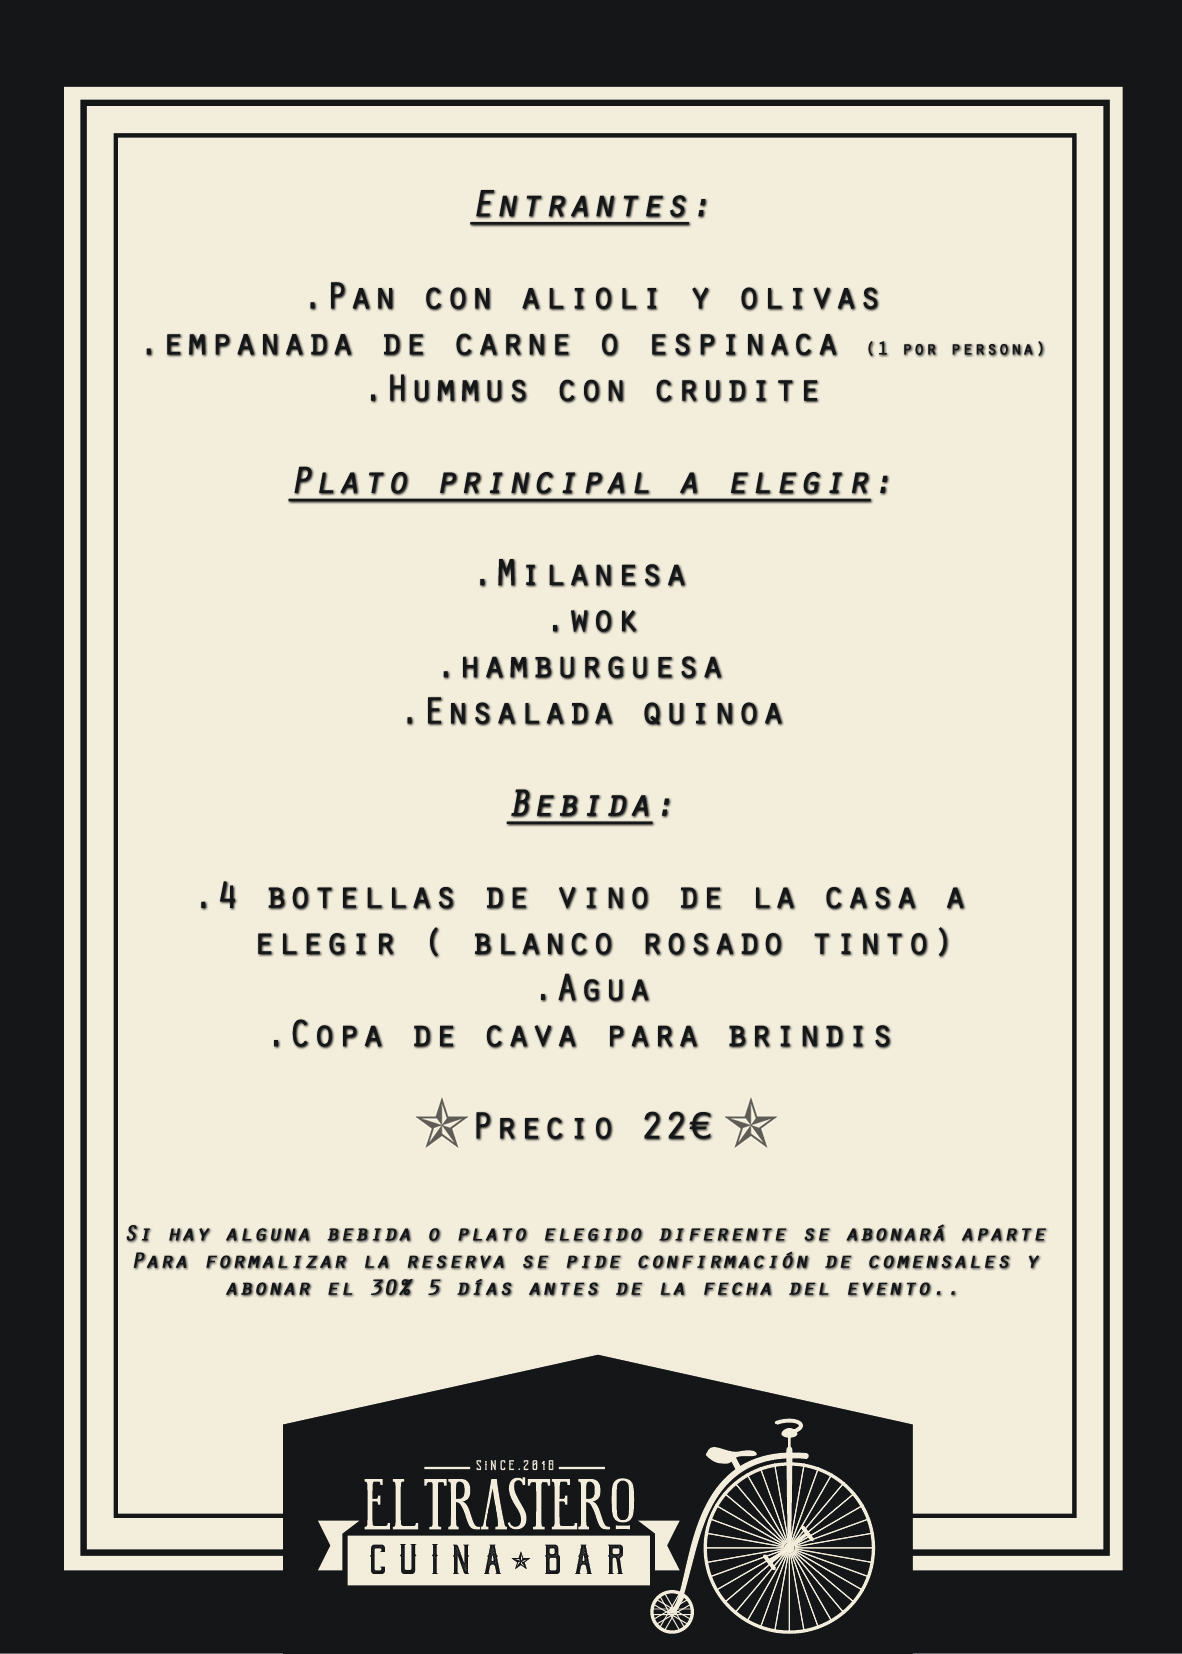 Entrantes:
.Pan con alioli y olivas
.empanada de carne o espinaca (1 por persona)
.Hummus con crudite
Plato principal a elegir:
.Milanesa
.wok
.hamburguesa
.Ensalada quinoa
Bebida:
.4 botellas de vino de la casa a
elegir ( blanco rosado tinto)
.Agua
.Copa de cava para brindis
Precio 22€
Si hay alguna bebida o plato elegido diferente se abonará aparte
Para formalizar la reserva se pide confirmación de comensales y
abonar el 30% 5 días antes de la fecha del evento..
SINCE.2010
EL TRASTERO
CUINA★BAR